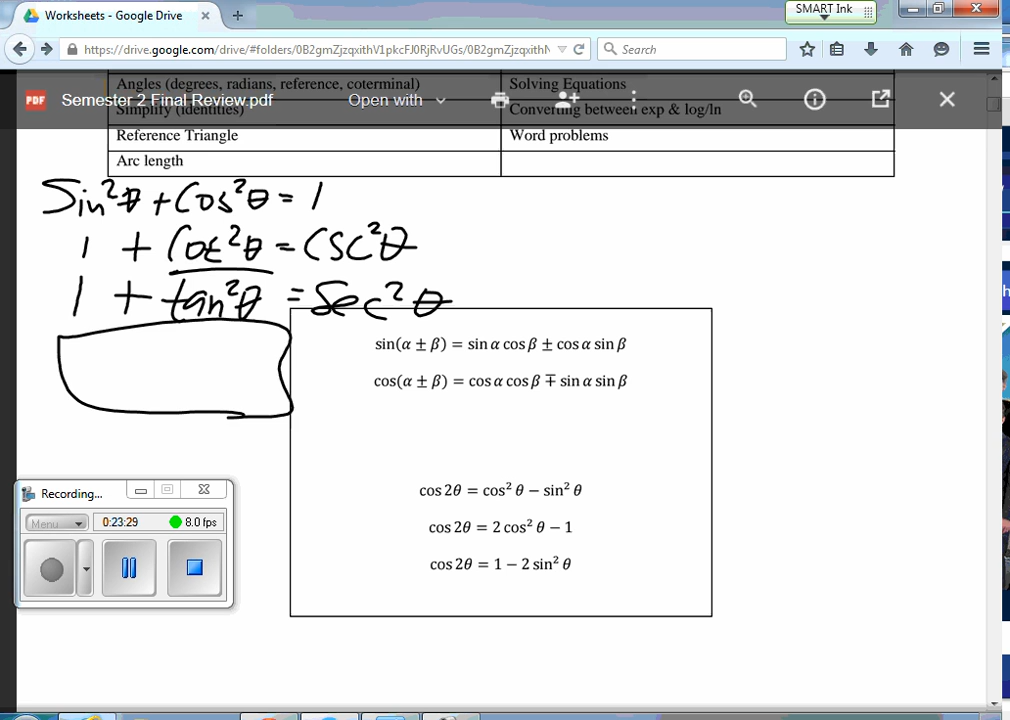 Worksheets - Google Drive
SMART Ink
https://drive.google.com/drive/#folders/0B2gmZjzqxithV1pkcFJ0RjRvUGs/0B2gmZjzqxithN
Search
Angles (degrees, radians, reference, coterminal) Solving Equations
Semester 2 Final Review.pdf Open with
Simplify (identities) Converting between exp & log/ln
Reference Triangle Word problems
Arc length
Sin²θ + Cos²θ = 1
1 + Cot²θ = Csc²θ
1 + tan²θ = Sec²θ
sin(α ± β) = sin α cos β ± cos α sin β
cos(α ± β) = cos α cos β ∓ sin α sin β
cos 2θ = cos² θ − sin² θ
cos 2θ = 2 cos² θ − 1
cos 2θ = 1 − 2 sin² θ
Recording...
Menu 0:23:29 8.0 fps